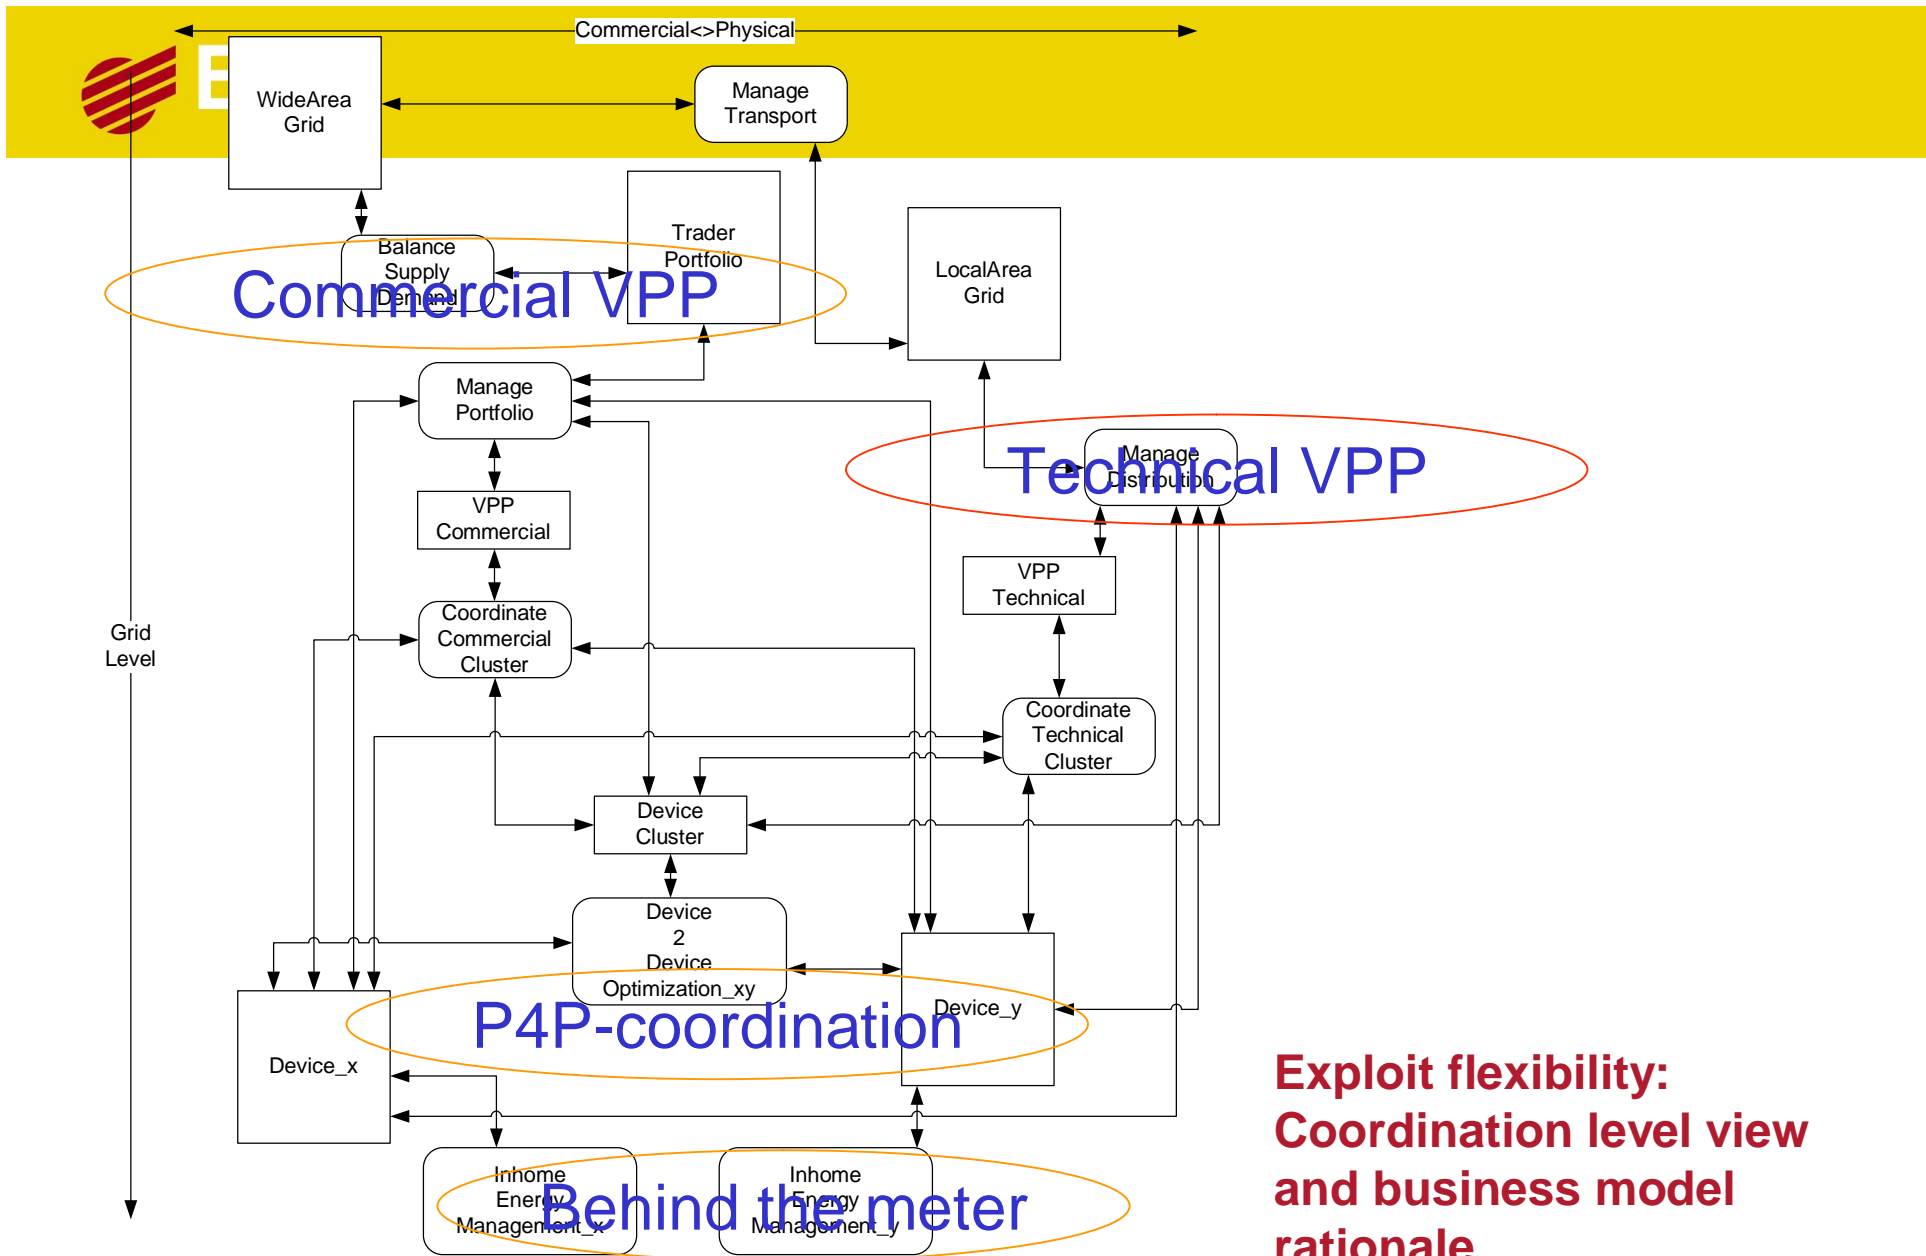 Commercial<>Physical
E
WideArea
Grid
Manage
Transport
Trader
Portfolio
Balance
Supply
Demand
Commercial VPP
LocalArea
Grid
Manage
Portfolio
Manage
Distribution
Technical VPP
VPP
Commercial
VPP
Technical
Grid
Level
Coordinate
Commercial
Cluster
Coordinate
Technical
Cluster
Device
Cluster
Device
2
Device
Optimization_xy
P4P-coordination
Device_y
Device_x
Inhome
Energy
Management_x
Inhome
Energy
Management_y
Behind the meter
Exploit flexibility:
Coordination level view
and business model
rationale